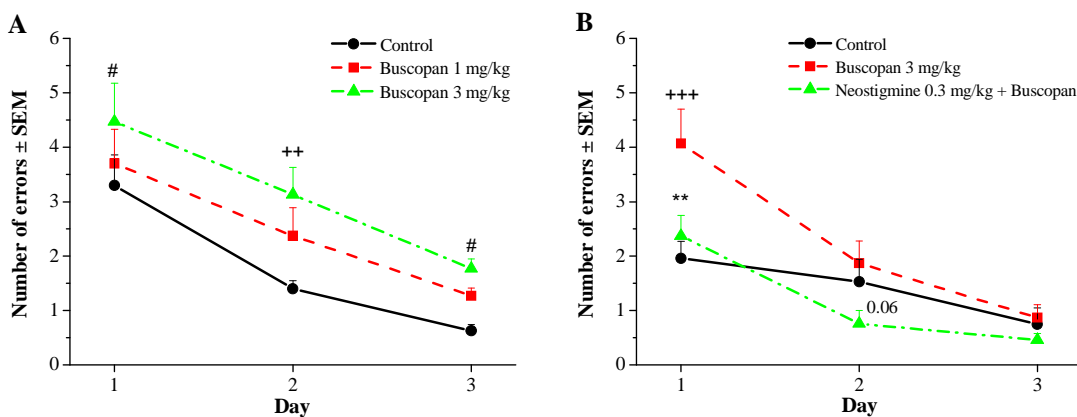 A
Number of errors ± SEM
6
5
4
3
2
1
0
Control
Buscopan 1 mg/kg
Buscopan 3 mg/kg
#
++
#
1
2
3
Day
B
Number of errors ± SEM
6
5
4
3
2
1
0
Control
Buscopan 3 mg/kg
Neostigmine 0.3 mg/kg + Buscopan
+++
**
0.06
1
2
3
Day